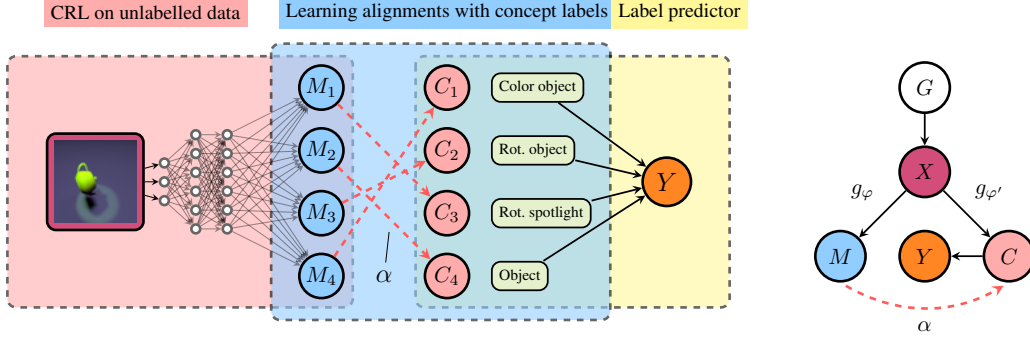 CRL on unlabelled data
Learning alignments with concept labels
Label predictor
M1
M2
M3
M4
α
C1
C2
C3
C4
Color object
Rot. object
Rot. spotlight
Object
Y
G
X
gφ
gφ′
M
Y
C
α